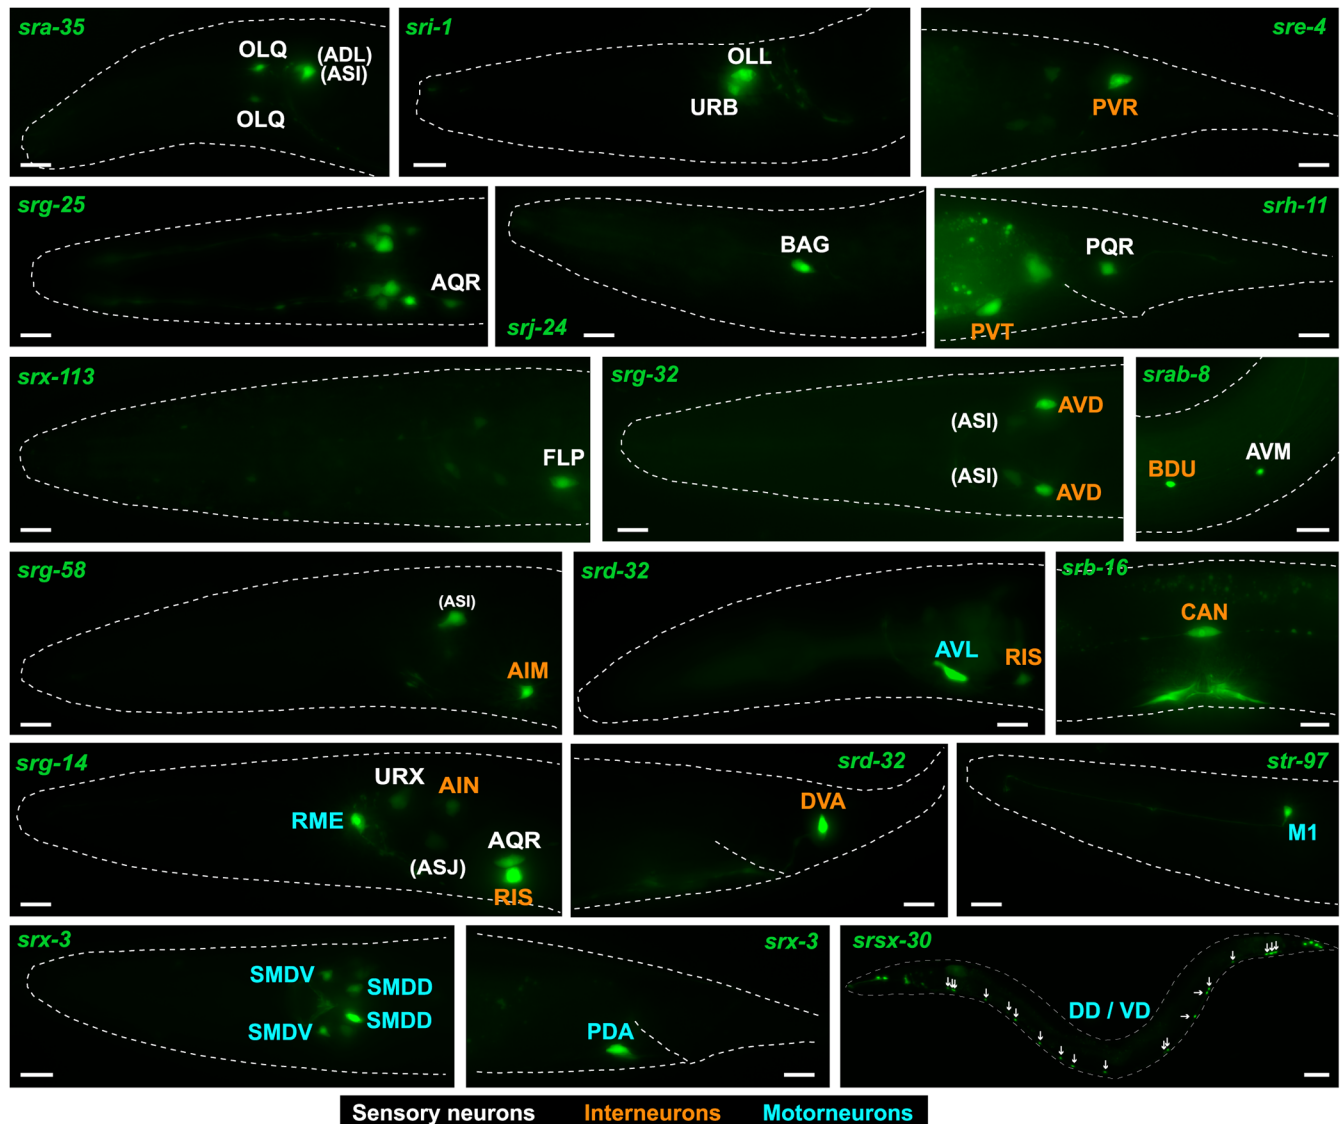 sra-35
OLQ
(ADL)
(ASI)
OLQ
sri-1
OLL
URB
sre-4
PVR
srg-25
AQR
BAG
srj-24
srh-11
PQR
PVT
srx-113
FLP
srg-32
AVD
(ASI)
(ASI)
AVD
srab-8
AVM
BDU
srg-58
(ASI)
AIM
srd-32
AVL
RIS
srb-16
CAN
srg-14
URX
AIN
RME
AQR
(ASJ)
RIS
srd-32
DVA
str-97
M1
srx-3
SMDV
SMDD
SMDD
SMDV
srx-3
PDA
srsx-30
DD / VD
Sensory neurons Interneurons Motorneurons